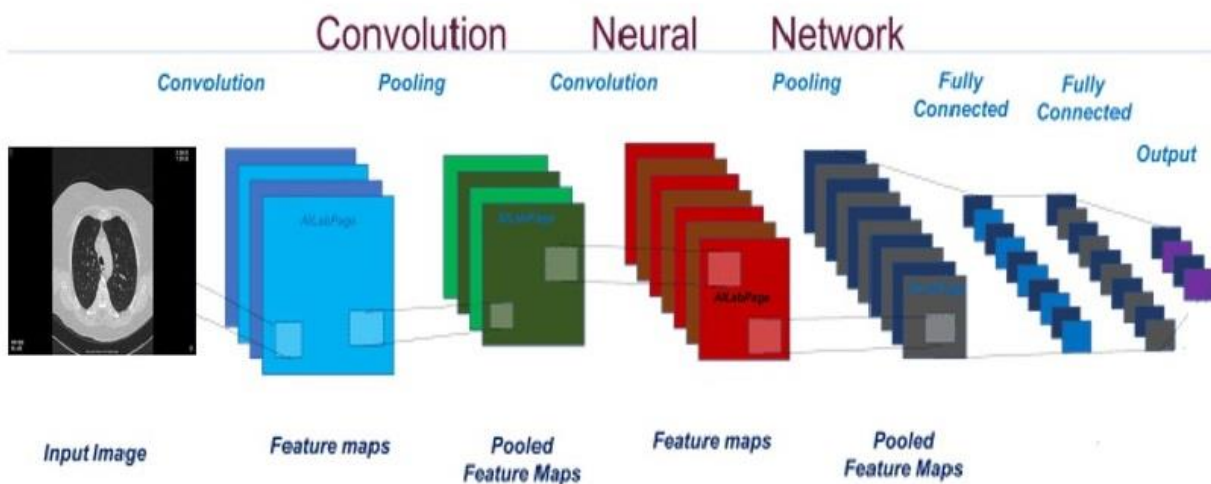 Convolution Neural Network
Convolution Pooling Convolution Pooling Fully Connected Fully Connected
Output
AILabPage
AILabPage
AILabPage
Input Image Feature maps Pooled Feature Maps Feature maps Pooled Feature Maps